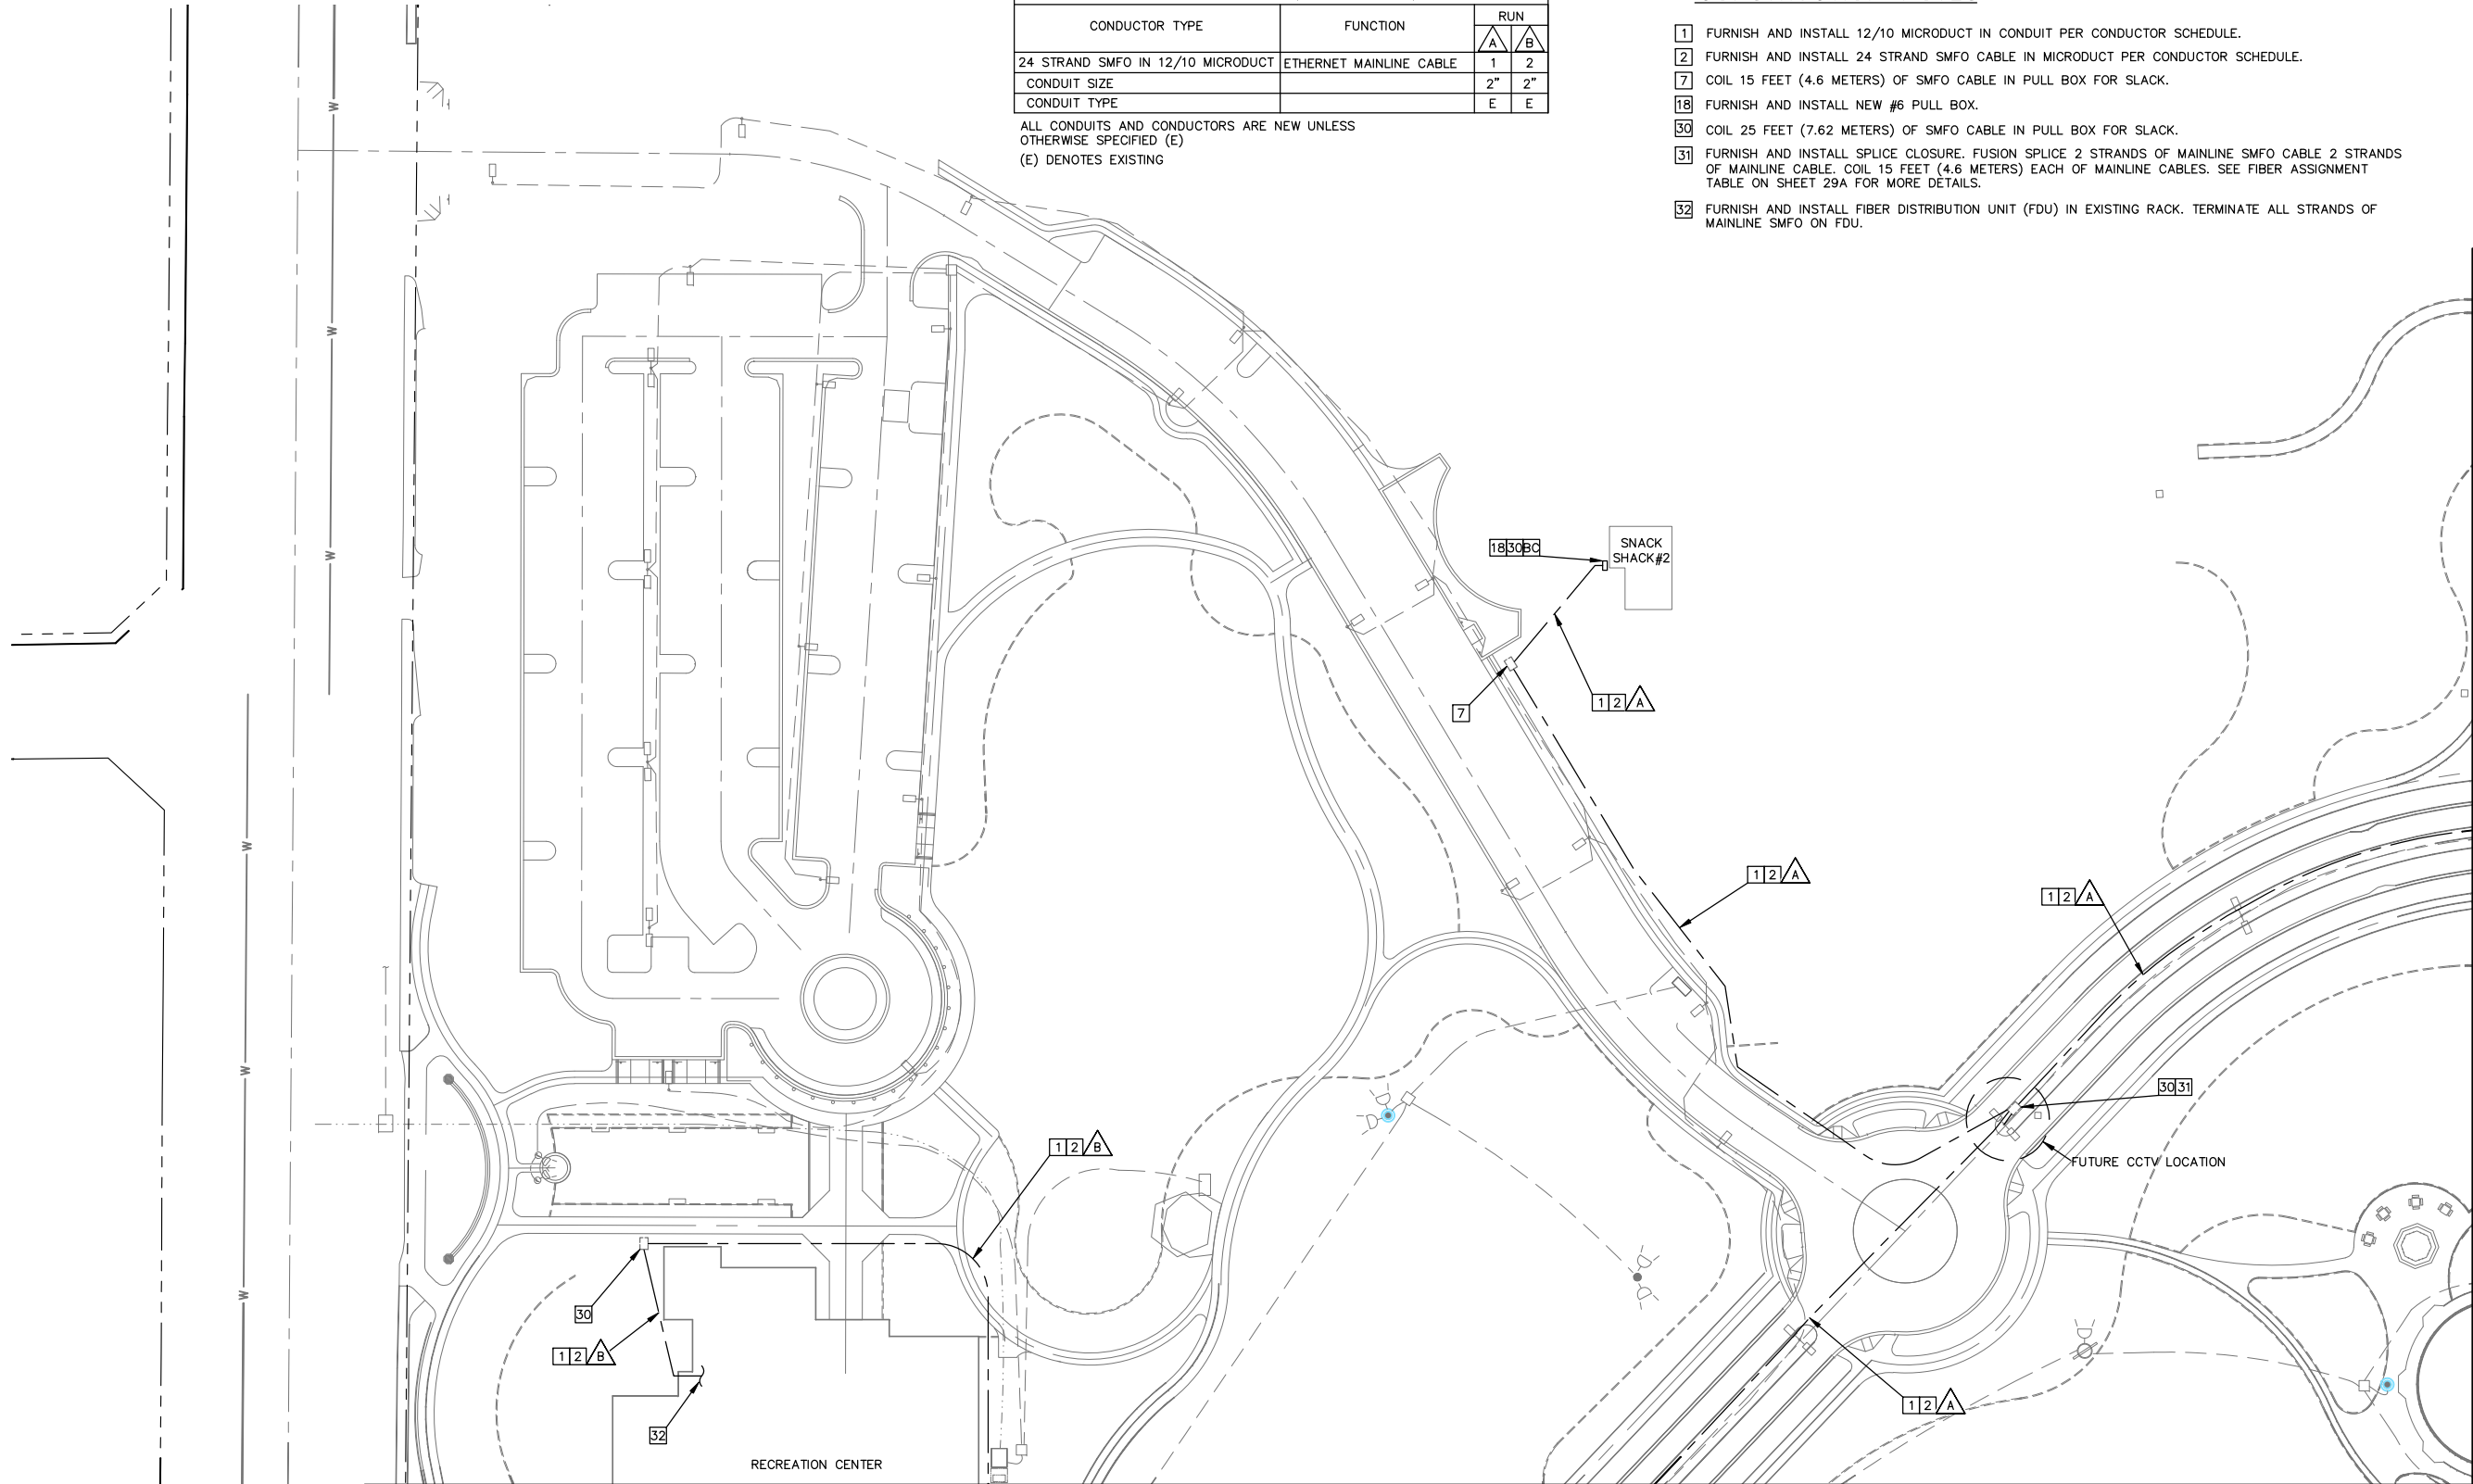 CONDUCTOR TYPE
FUNCTION
RUN
A B
24 STRAND SMFO IN 12/10 MICRODUCT ETHERNET MAINLINE CABLE 1 2
CONDUIT SIZE 2" 2"
CONDUIT TYPE E E
ALL CONDUITS AND CONDUCTORS ARE NEW UNLESS
OTHERWISE SPECIFIED (E)
(E) DENOTES EXISTING
1 FURNISH AND INSTALL 12/10 MICRODUCT IN CONDUIT PER CONDUCTOR SCHEDULE.
2 FURNISH AND INSTALL 24 STRAND SMFO CABLE IN MICRODUCT PER CONDUCTOR SCHEDULE.
7 COIL 15 FEET (4.6 METERS) OF SMFO CABLE IN PULL BOX FOR SLACK.
18 FURNISH AND INSTALL NEW #6 PULL BOX.
30 COIL 25 FEET (7.62 METERS) OF SMFO CABLE IN PULL BOX FOR SLACK.
31 FURNISH AND INSTALL SPLICE CLOSURE. FUSION SPLICE 2 STRANDS OF MAINLINE SMFO CABLE 2 STRANDS
OF MAINLINE CABLE. COIL 15 FEET (4.6 METERS) EACH OF MAINLINE CABLES. SEE FIBER ASSIGNMENT
TABLE ON SHEET 29A FOR MORE DETAILS.
32 FURNISH AND INSTALL FIBER DISTRIBUTION UNIT (FDU) IN EXISTING RACK. TERMINATE ALL STRANDS OF
MAINLINE SMFO ON FDU.
W
W
W
W
W
W
18 30 BC
SNACK
SHACK#2
1 2 A
7
1 2 A
1 2 A
30 31
FUTURE CCTV LOCATION
1 2 B
30
1 2 B
32
1 2 A
RECREATION CENTER